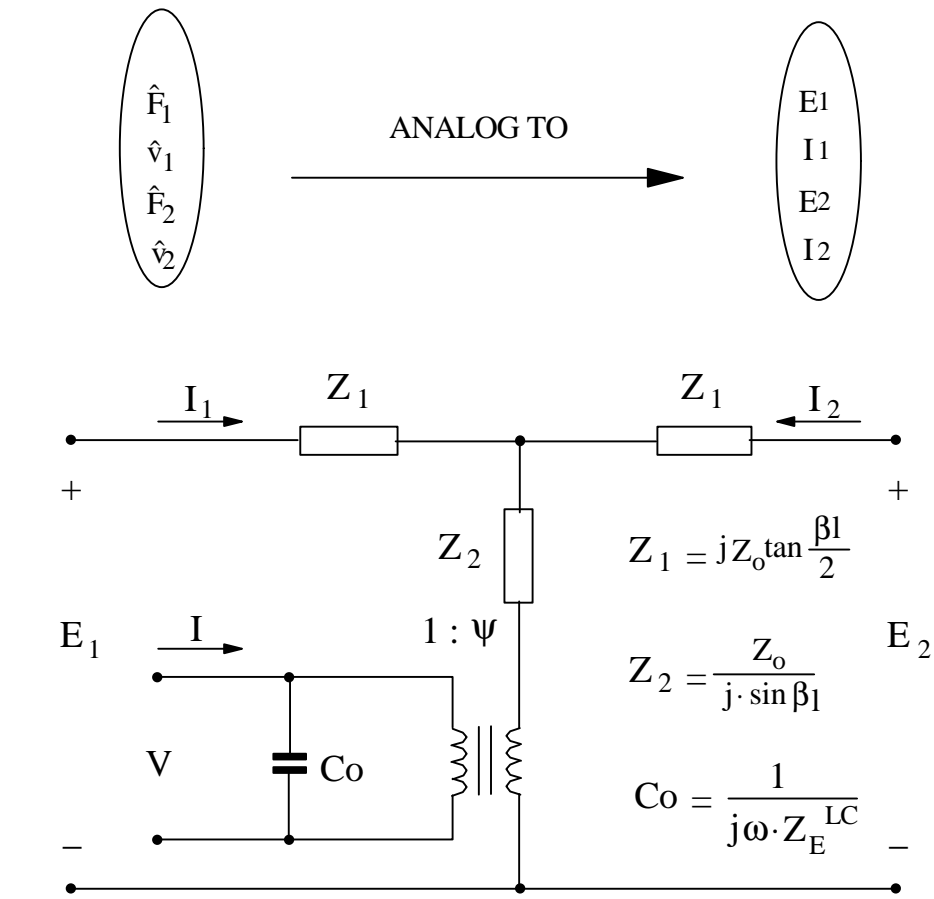 F̂1
v̂1
F̂2
v̂2
ANALOG TO
E1
I1
E2
I2
I1
Z1
Z1
I2
+
+
Z2
Z1 = jZo tan βl/2
E1
I
1 : ψ
E2
Z2 = Zo/j· sin βl
V
Co
Co = 1/jω·ZE^LC
−
−